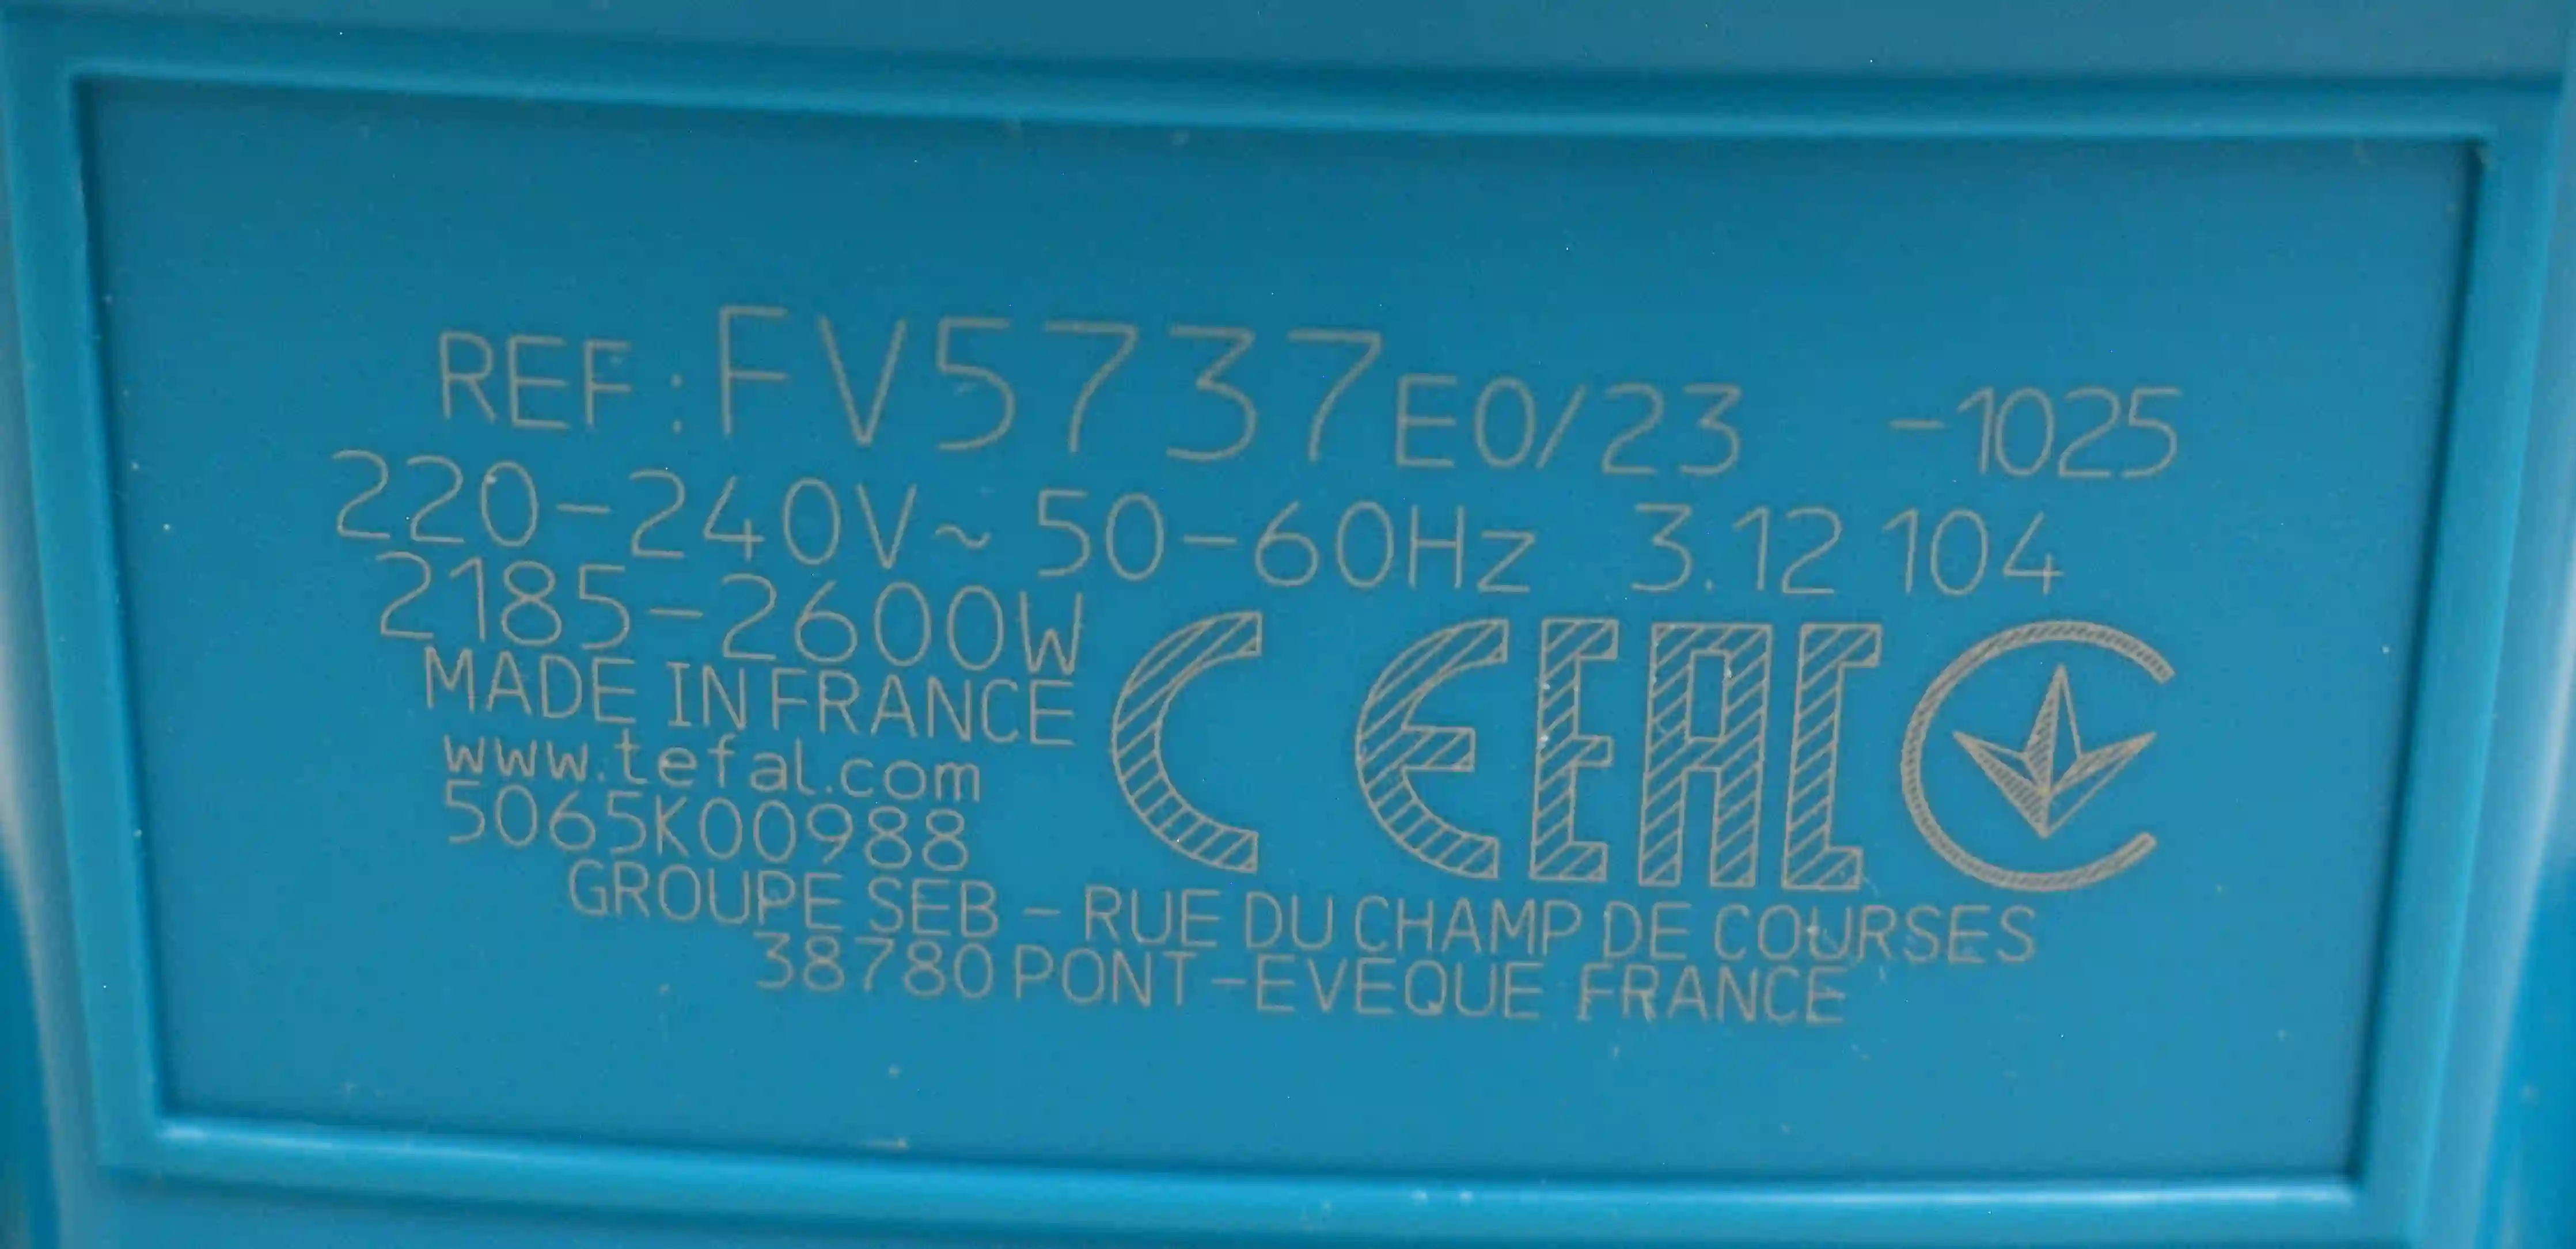 REF: FV5737E0/23 -1025
220-240V~ 50-60Hz 3.12 104
2185-2600W
MADE IN FRANCE
www.tefal.com
5065K00988
CE EAC
GROUPE SEB - RUE DU CHAMP DE COURSES
38780 PONT-EVEQUE FRANCE